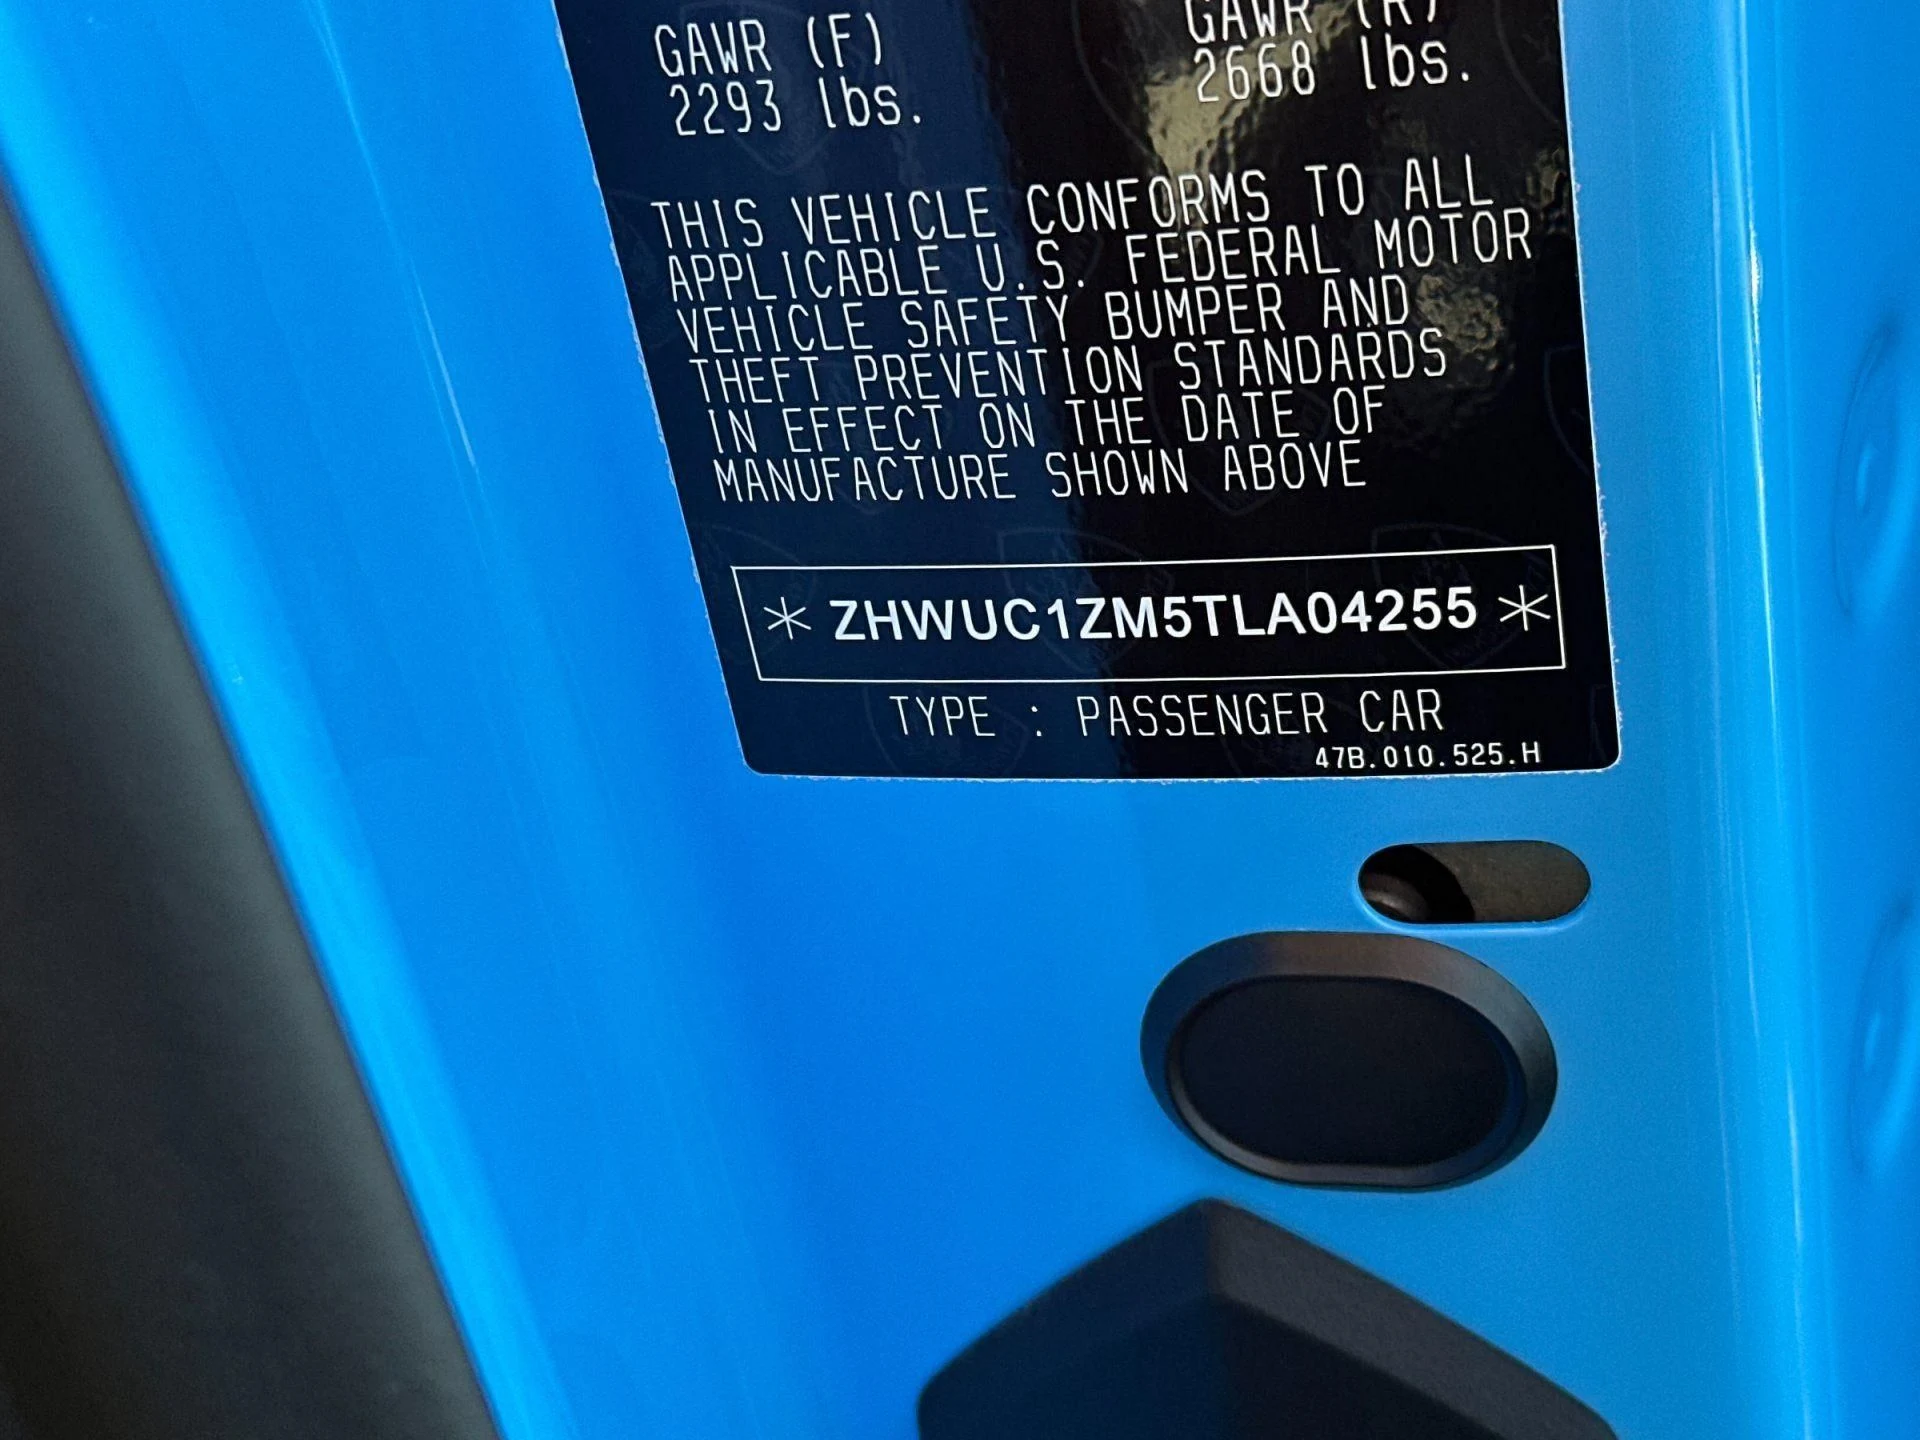 GAWR (F) GAWR (R)
2293 lbs. 2668 lbs.
THIS VEHICLE CONFORMS TO ALL
APPLICABLE U.S. FEDERAL MOTOR
VEHICLE SAFETY BUMPER AND
THEFT PREVENTION STANDARDS
IN EFFECT ON THE DATE OF
MANUFACTURE SHOWN ABOVE
* ZHWUC1ZM5TLA04255 *
TYPE : PASSENGER CAR
47B.010.525.H